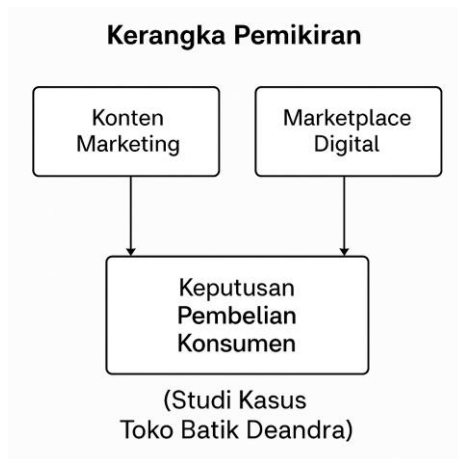 Kerangka Pemikiran
Konten
Marketing
Marketplace
Digital
Keputusan
Pembelian
Konsumen
(Studi Kasus
Toko Batik Deandra)